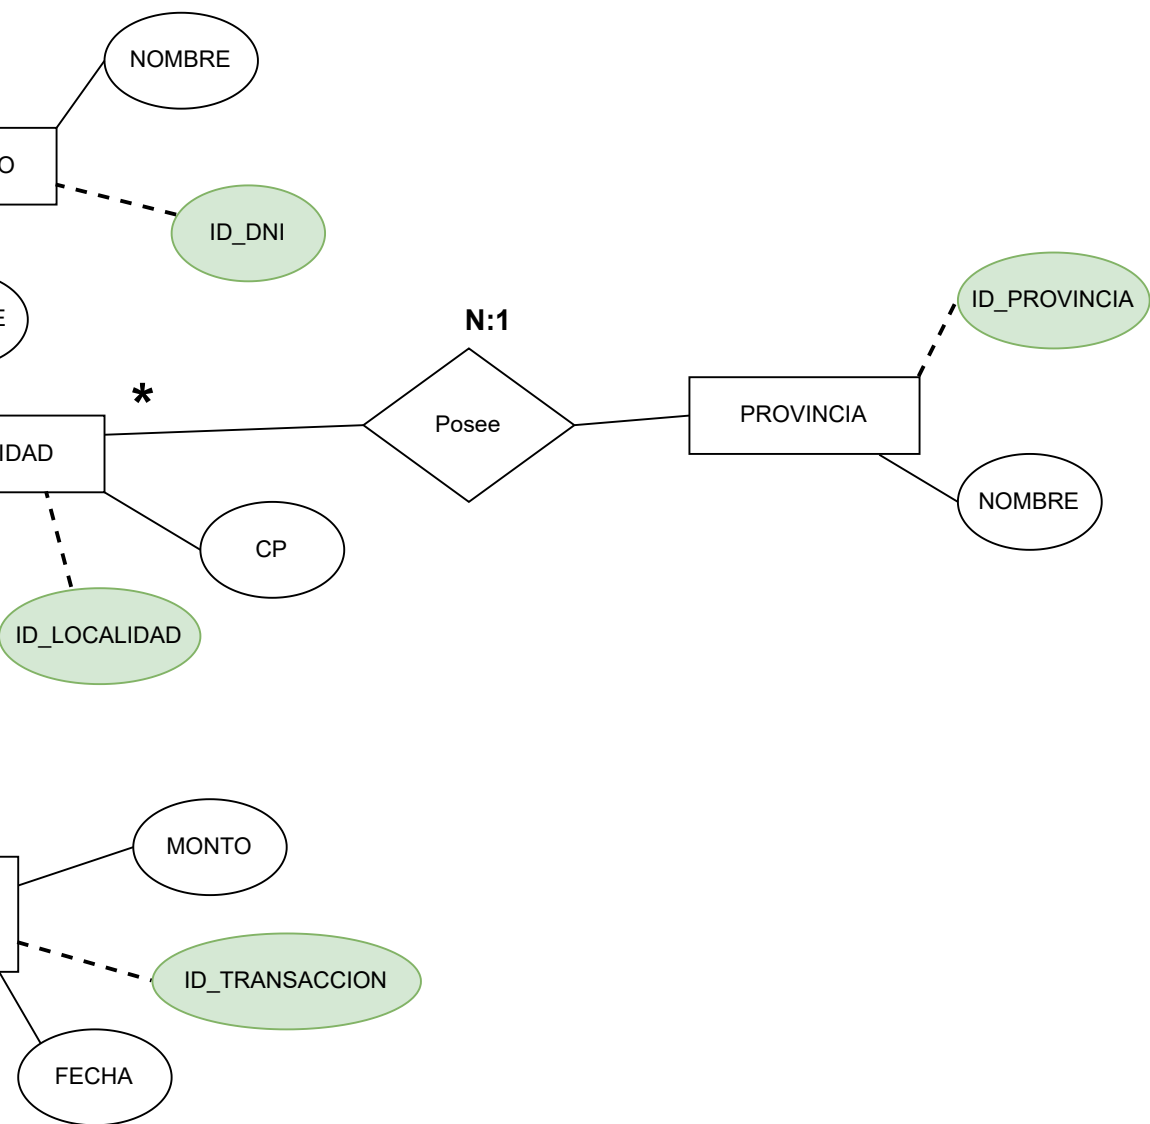 NOMBRE
O
ID_DNI
ID_PROVINCIA
E
N:1
*
PROVINCIA
Posee
IDAD
NOMBRE
CP
ID_LOCALIDAD
MONTO
ID_TRANSACCION
FECHA